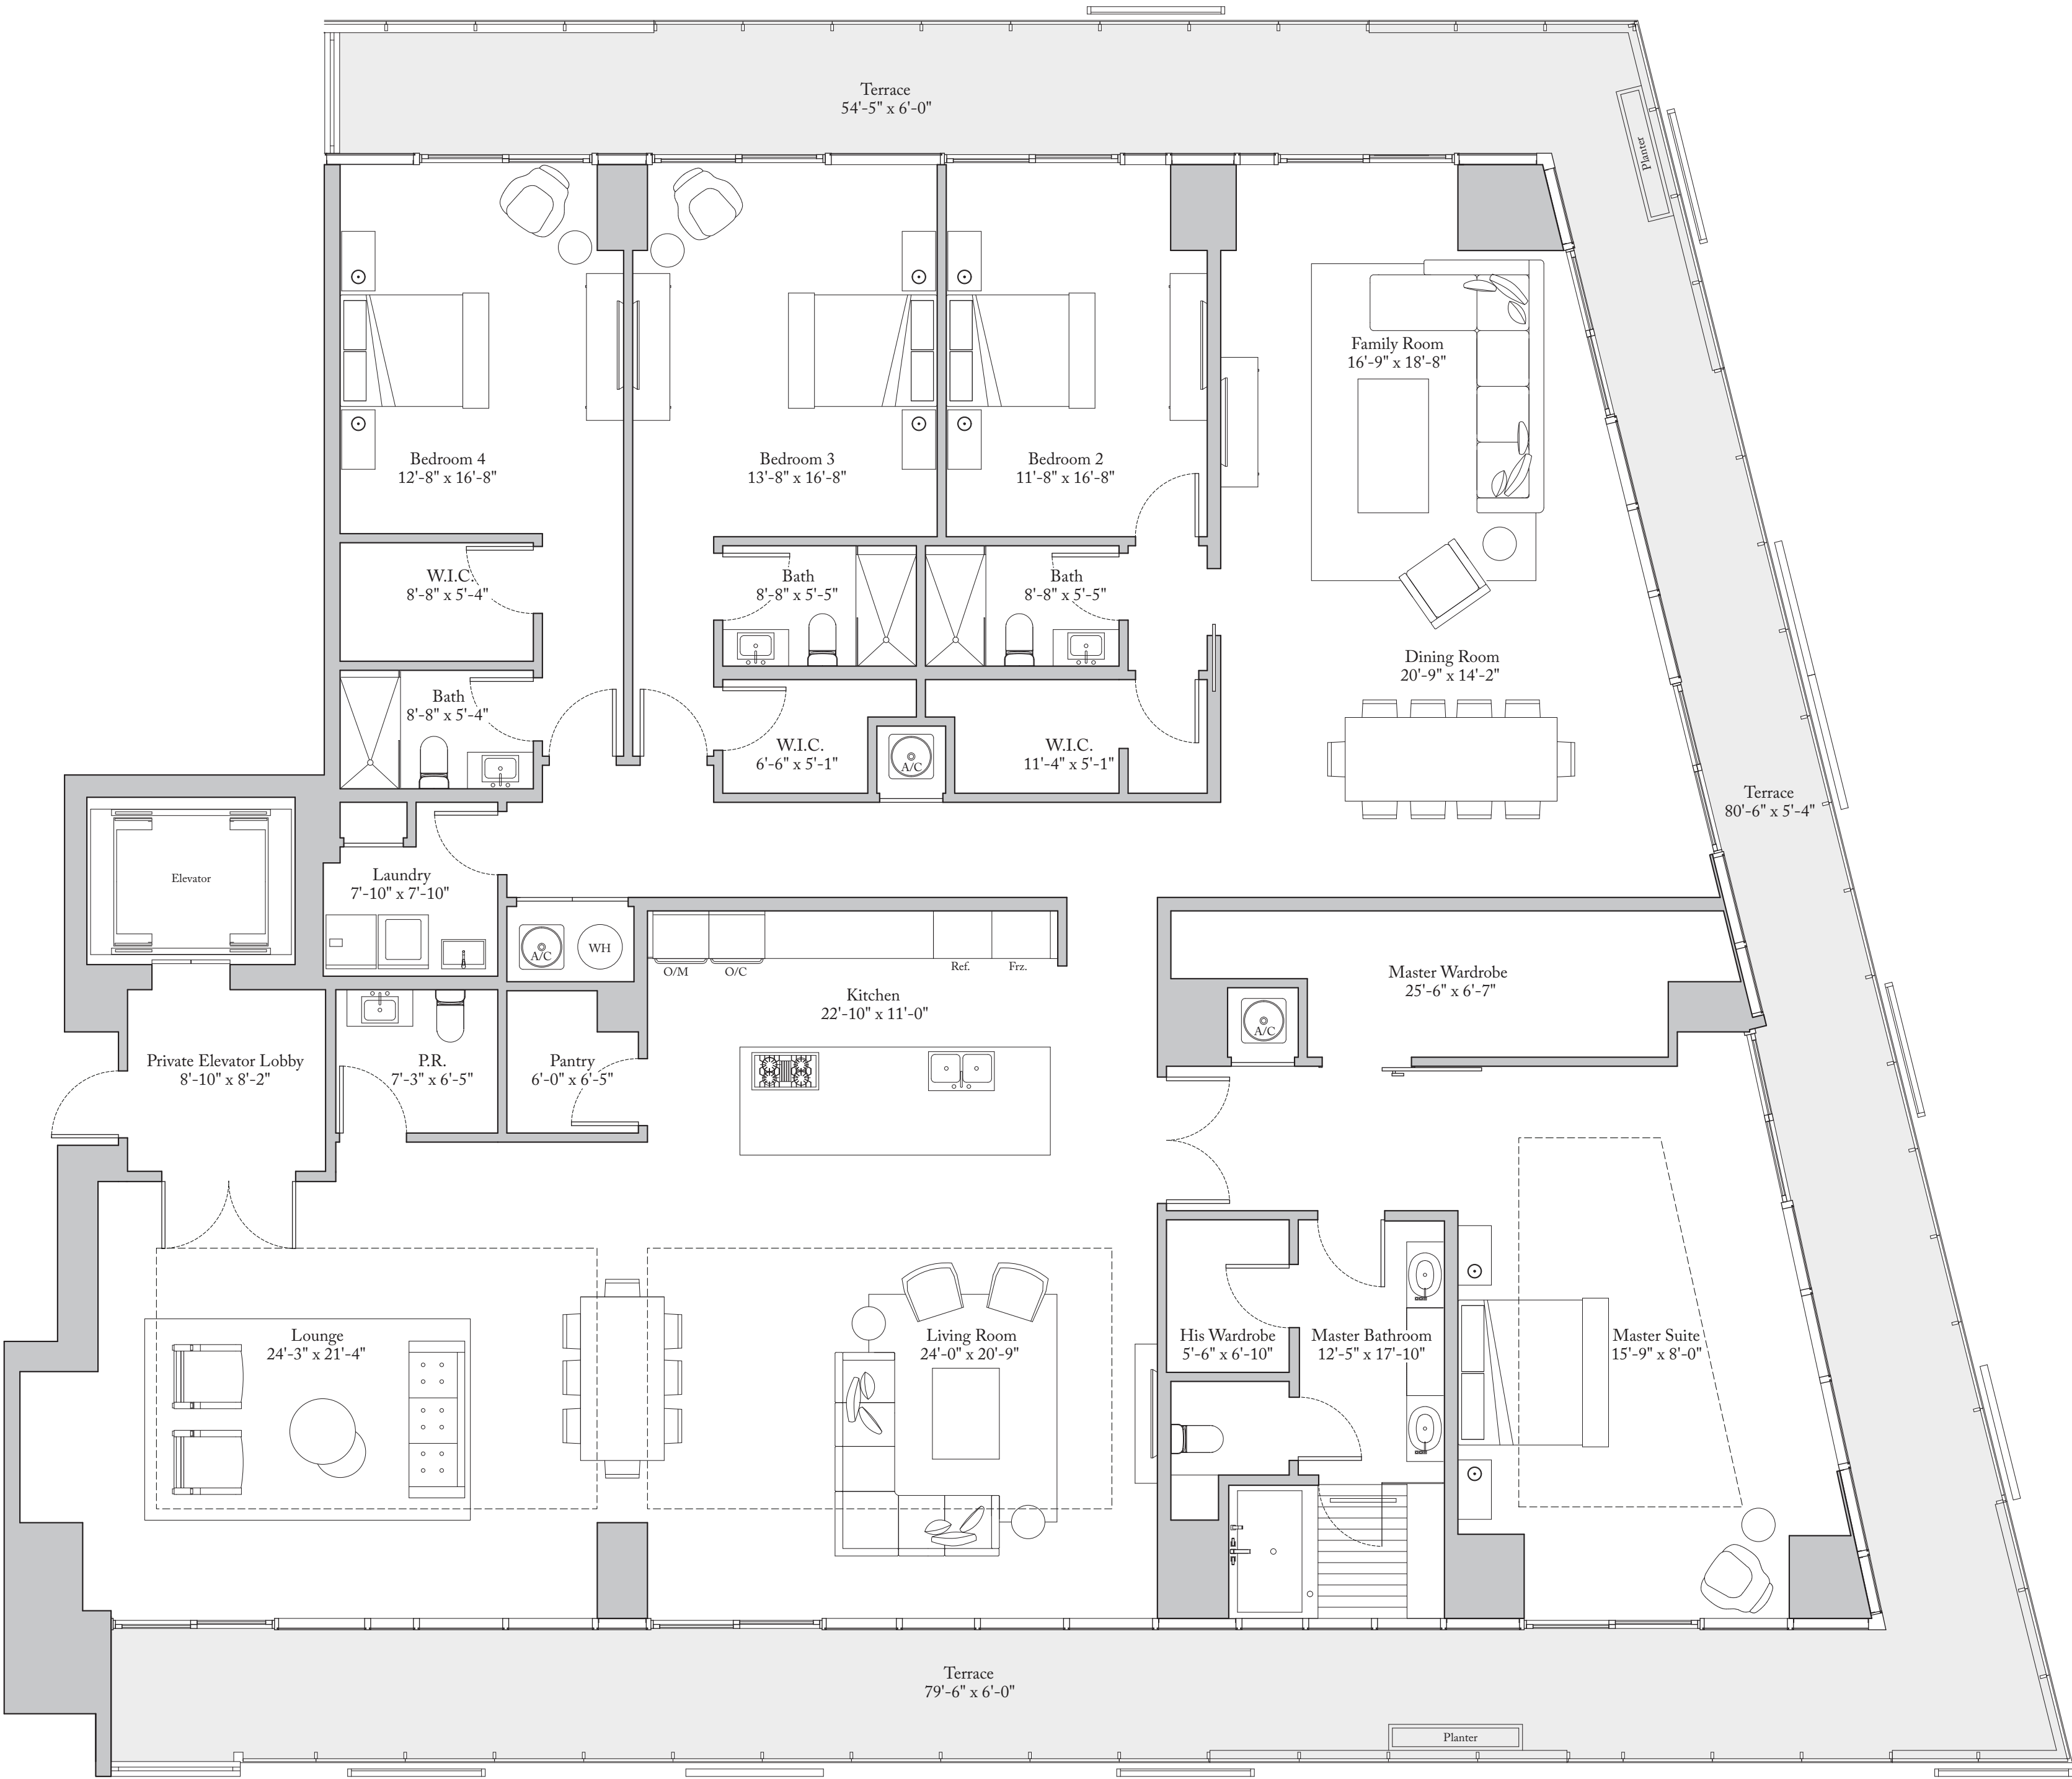 Terrace
54'-5" x 6'-0"
Planter
Family Room
16'-9" x 18'-8"
Bedroom 4
12'-8" x 16'-8"
Bedroom 3
13'-8" x 16'-8"
Bedroom 2
11'-8" x 16'-8"
W.I.C.
8'-8" x 5'-4"
Bath
8'-8" x 5'-5"
Bath
8'-8" x 5'-5"
Dining Room
20'-9" x 14'-2"
Bath
8'-8" x 5'-4"
W.I.C.
6'-6" x 5'-1"
A/C
W.I.C.
11'-4" x 5'-1"
Terrace
80'-6" x 5'-4"
Elevator
Laundry
7'-10" x 7'-10"
A/C
WH
O/M
O/C
Ref.
Frz.
Master Wardrobe
25'-6" x 6'-7"
Kitchen
22'-10" x 11'-0"
A/C
Private Elevator Lobby
8'-10" x 8'-2"
P.R.
7'-3" x 6'-5"
Pantry
6'-0" x 6'-5"
Lounge
24'-3" x 21'-4"
Living Room
24'-0" x 20'-9"
His Wardrobe
5'-6" x 6'-10"
Master Bathroom
12'-5" x 17'-10"
Master Suite
15'-9" x 8'-0"
Terrace
79'-6" x 6'-0"
Planter